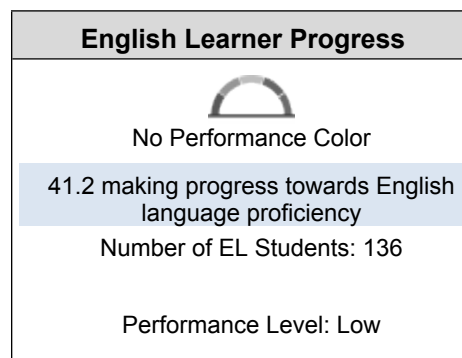 English Learner Progress
No Performance Color
41.2 making progress towards English
language proficiency
Number of EL Students: 136
Performance Level: Low